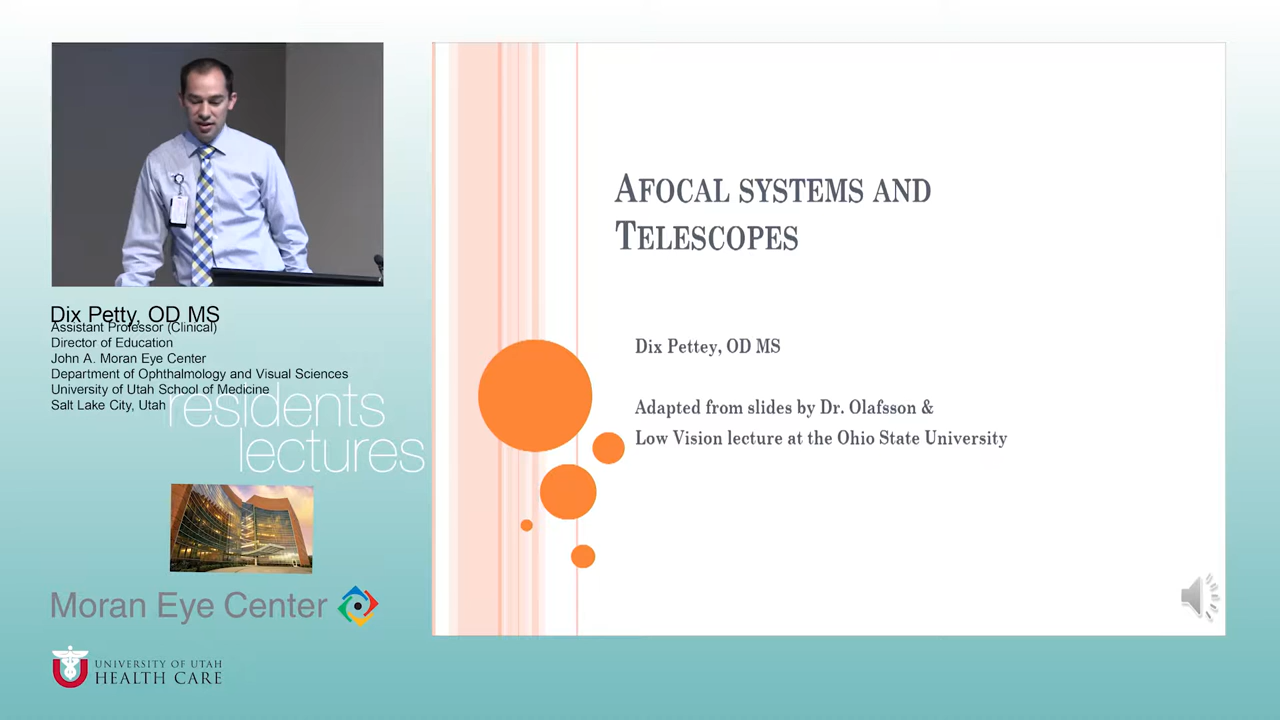 Dix Petty, OD MS
Assistant Professor (Clinical)
Director of Education
John A. Moran Eye Center
Department of Ophthalmology and Visual Sciences
University of Utah School of Medicine
Salt Lake City, Utah
residents
lectures
Moran Eye Center
UNIVERSITY OF UTAH
HEALTH CARE
AFOCAL SYSTEMS AND
TELESCOPES
Dix Pettey, OD MS
Adapted from slides by Dr. Olafsson &
Low Vision lecture at the Ohio State University